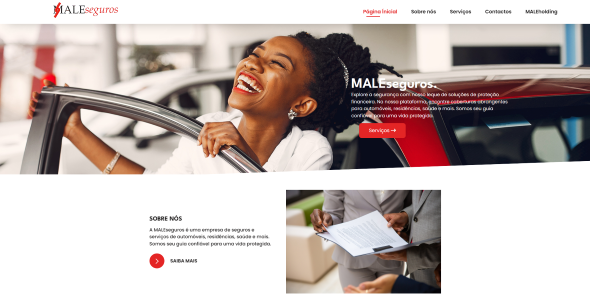 MALEseguros
Página Inicial Sobre nós Serviços Contactos MALEholding
MALEseguros.
Explore a segurança com nosso leque de soluções de proteção
financeira. Na nossa plataforma, encontre coberturas abrangentes
para automóveis, residências, saúde e mais. Somos seu guia
confiável para uma vida protegida.
Serviços →
SOBRE NÓS
A MALEseguros é uma empresa de seguros e
serviços de automóveis, residências, saúde e mais.
Somos seu guia confiável para uma vida protegida.
SAIBA MAIS